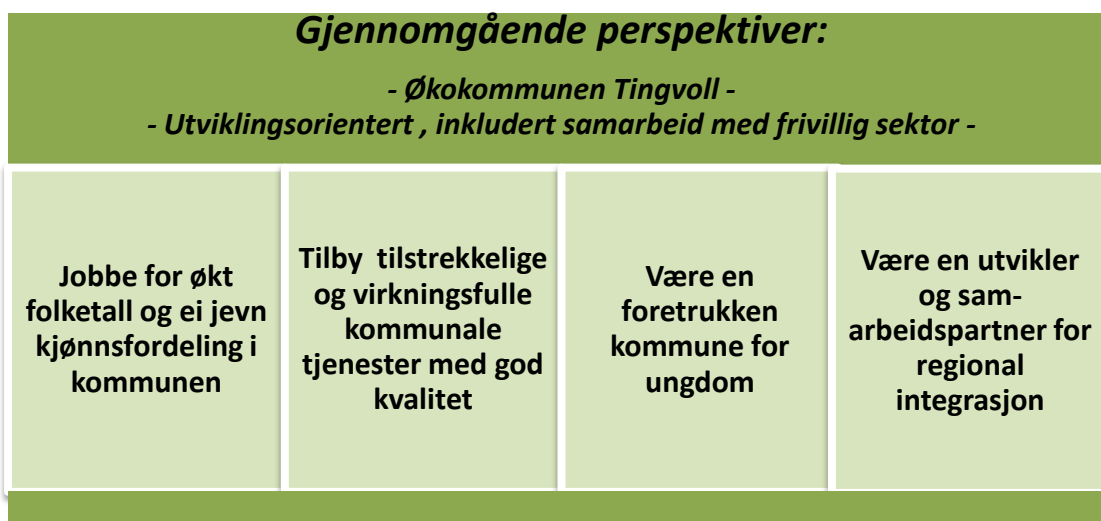 Gjennomgående perspektiver:
- Økokommunen Tingvoll -
- Utviklingsorientert , inkludert samarbeid med frivillig sektor -
Jobbe for økt
folketall og ei jevn
kjønnsfordeling i
kommunen
Tilby tilstrekkelige
og virkningsfulle
kommunale
tjenester med god
kvalitet
Være en
foretrukken
kommune for
ungdom
Være en utvikler
og sam-
arbeidspartner for
regional
integrasjon